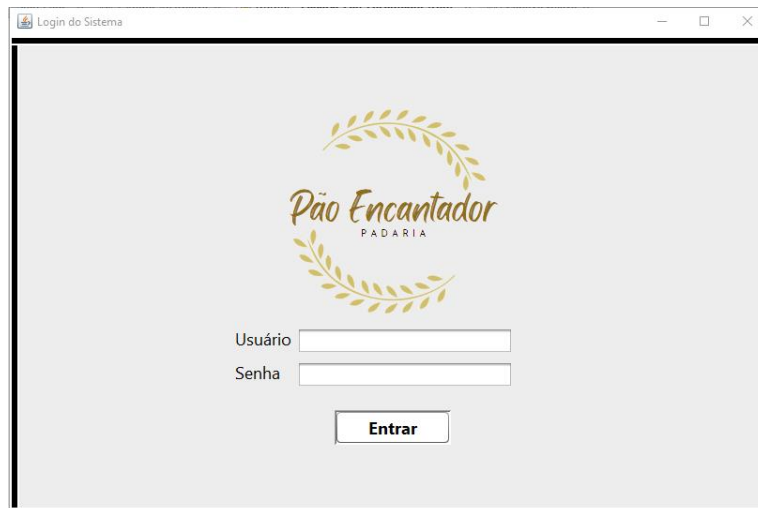 Login do Sistema
Pão Encantador
PADARIA
Usuário
Senha
Entrar